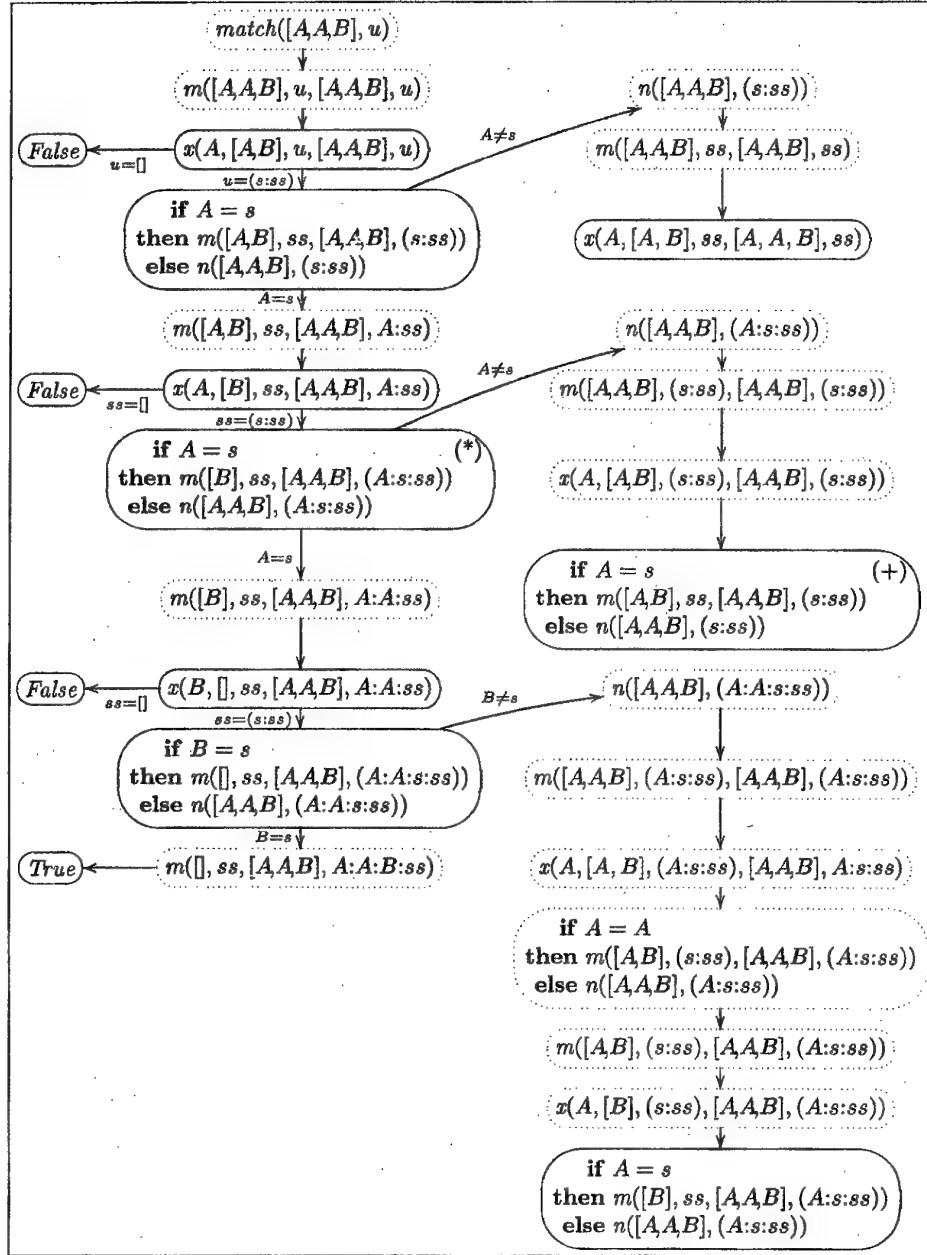 match([A,A,B], u)
m([A,A,B], u, [A,A,B], u)
False
u=[]
x(A, [A,B], u, [A,A,B], u)
u=(s:ss)
if A = s
then m([A,B], ss, [A,A,B], (s:ss))
else n([A,A,B], (s:ss))
A≠s
n([A,A,B], (s:ss))
m([A,A,B], ss, [A,A,B], ss)
x(A, [A, B], ss, [A, A, B], ss)
A=s
m([A,B], ss, [A,A,B], A:ss)
False
ss=[]
x(A, [B], ss, [A,A,B], A:ss)
ss=(s:ss)
if A = s (*)
then m([B], ss, [A,A,B], (A:s:ss))
else n([A,A,B], (A:s:ss))
A≠s
n([A,A,B], (A:s:ss))
m([A,A,B], (s:ss), [A,A,B], (s:ss))
x(A, [A,B], (s:ss), [A,A,B], (s:ss))
if A = s (+)
then m([A,B], ss, [A,A,B], (s:ss))
else n([A,A,B], (s:ss))
A=s
m([B], ss, [A,A,B], A:A:ss)
False
ss=[]
x(B, [], ss, [A,A,B], A:A:ss)
ss=(s:ss)
if B = s
then m([], ss, [A,A,B], (A:A:s:ss))
else n([A,A,B], (A:A:s:ss))
B=s
True
m([], ss, [A,A,B], A:A:B:ss)
B≠s
n([A,A,B], (A:A:s:ss))
m([A,A,B], (A:s:ss), [A,A,B], (A:s:ss))
x(A, [A, B], (A:s:ss), [A,A,B], A:s:ss)
if A = A
then m([A,B], (s:ss), [A,A,B], (A:s:ss))
else n([A,A,B], (A:s:ss))
m([A,B], (s:ss), [A,A,B], (A:s:ss))
x(A, [B], (s:ss), [A,A,B], (A:s:ss))
if A = s
then m([B], ss, [A,A,B], (A:s:ss))
else n([A,A,B], (A:s:ss))